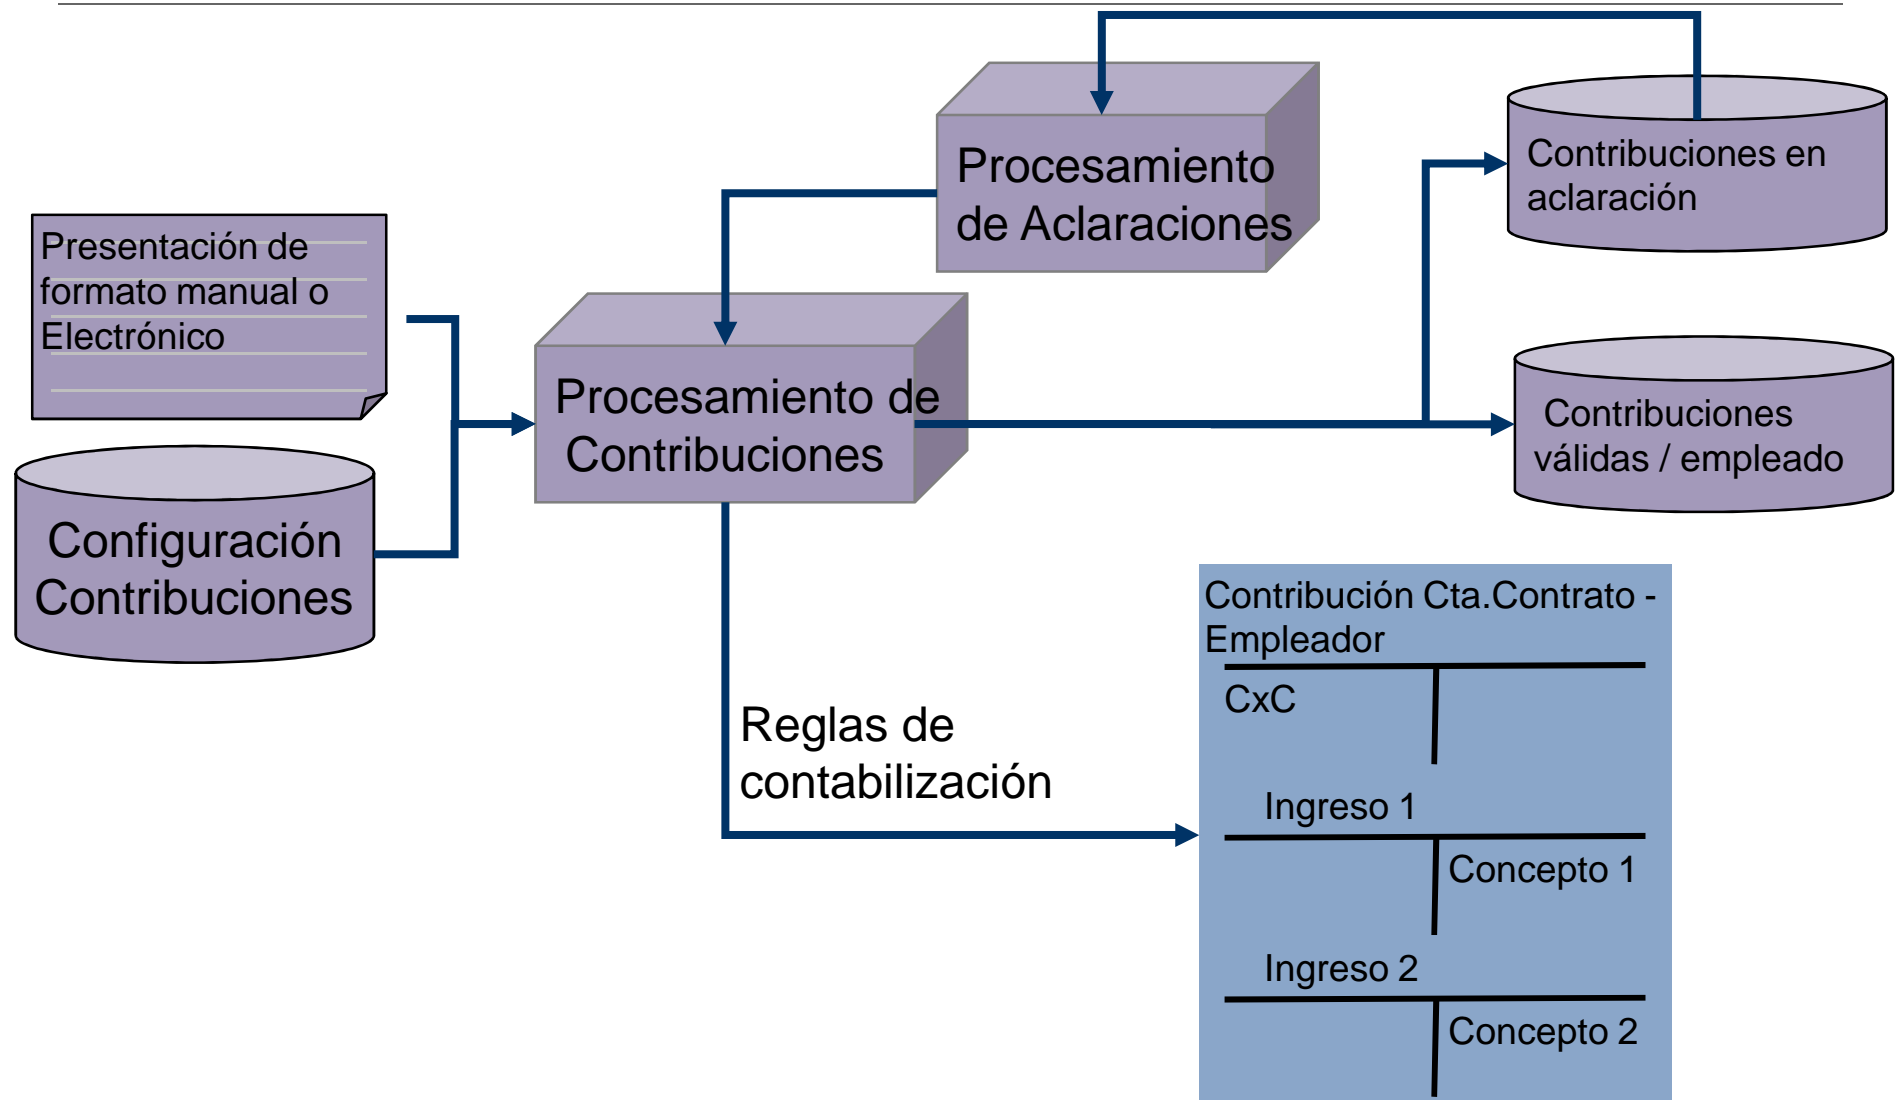 Procesamiento
de Aclaraciones
Contribuciones en
aclaración
Presentación de
formato manual o
Electrónico
Procesamiento de
Contribuciones
Contribuciones
válidas / empleado
Configuración
Contribuciones
Reglas de
contabilización
Contribución Cta.Contrato -
Empleador
CxC
Ingreso 1
Concepto 1
Ingreso 2
Concepto 2